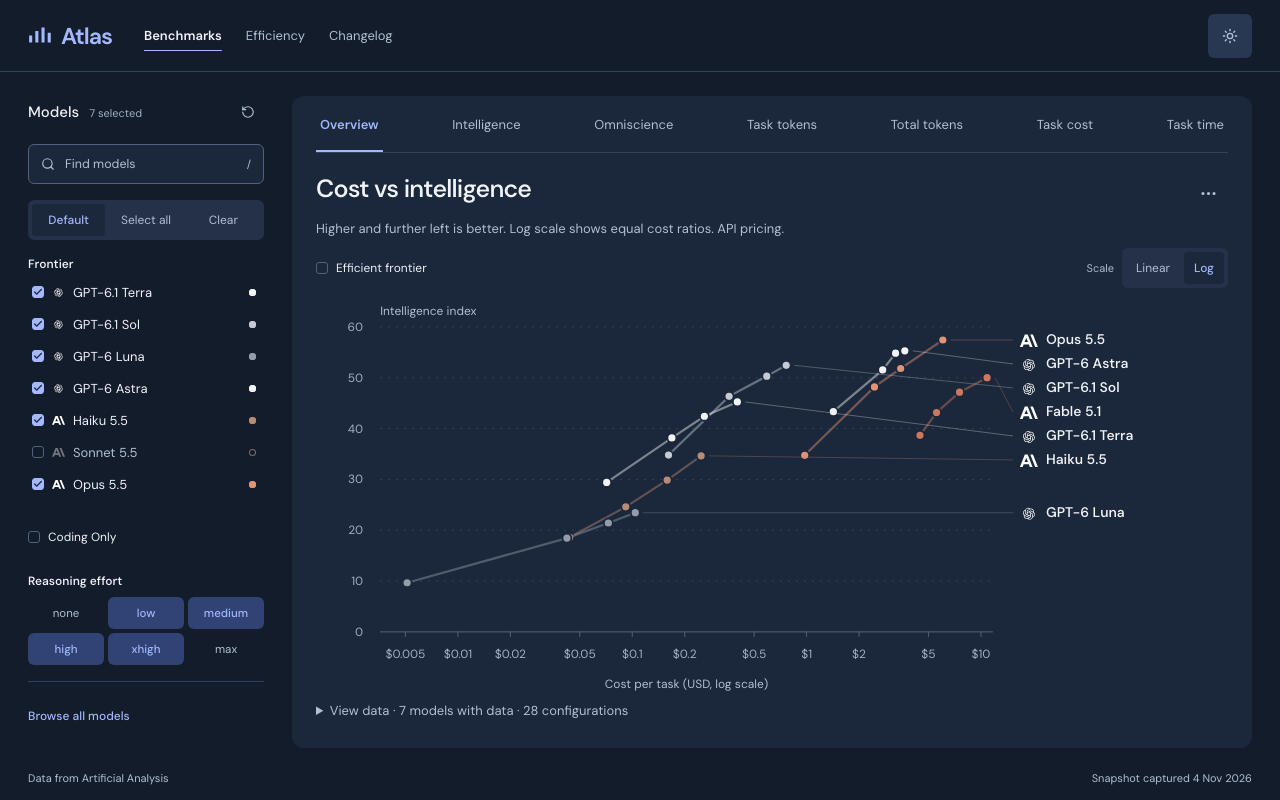 Atlas
Benchmarks Efficiency Changelog
Models 7 selected
Find models /
Default Select all Clear
Frontier
GPT-6.1 Terra
GPT-6.1 Sol
GPT-6 Luna
GPT-6 Astra
Haiku 5.5
Sonnet 5.5
Opus 5.5
Coding Only
Reasoning effort
none low medium
high xhigh max
Browse all models
Overview Intelligence Omniscience Task tokens Total tokens Task cost Task time
Cost vs intelligence
Higher and further left is better. Log scale shows equal cost ratios. API pricing.
Efficient frontier
Scale Linear Log
Intelligence index
60
50
40
30
20
10
0
Opus 5.5
GPT-6 Astra
GPT-6.1 Sol
Fable 5.1
GPT-6.1 Terra
Haiku 5.5
GPT-6 Luna
$0.005 $0.01 $0.02 $0.05 $0.1 $0.2 $0.5 $1 $2 $5 $10
Cost per task (USD, log scale)
View data · 7 models with data · 28 configurations
Data from Artificial Analysis
Snapshot captured 4 Nov 2026